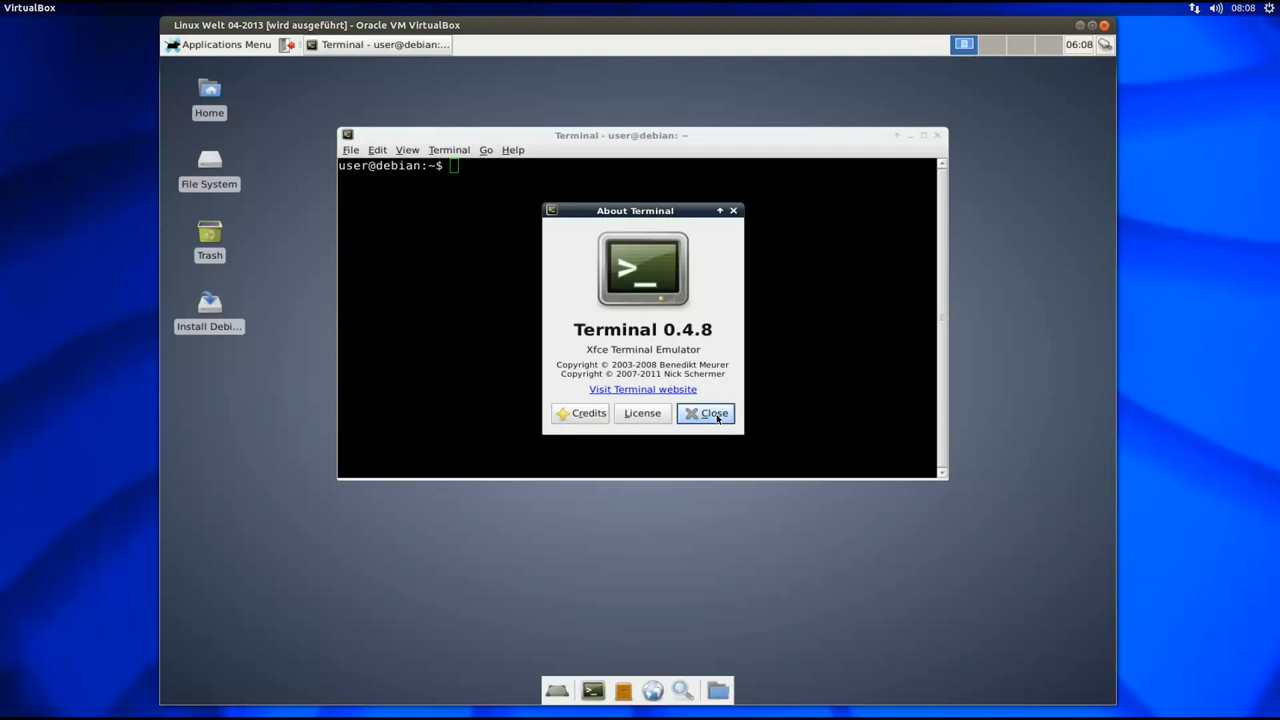 VirtualBox
08:08
Linux Welt 04-2013 [wird ausgeführt] - Oracle VM VirtualBox
Applications Menu
Terminal - user@debian:...
06:08
Home
File System
Trash
Install Debi...
Terminal - user@debian: ~
File Edit View Terminal Go Help
user@debian:~$
About Terminal
>_
Terminal 0.4.8
Xfce Terminal Emulator
Copyright © 2003-2008 Benedikt Meurer
Copyright © 2007-2011 Nick Schermer
Visit Terminal website
Credits
License
Close